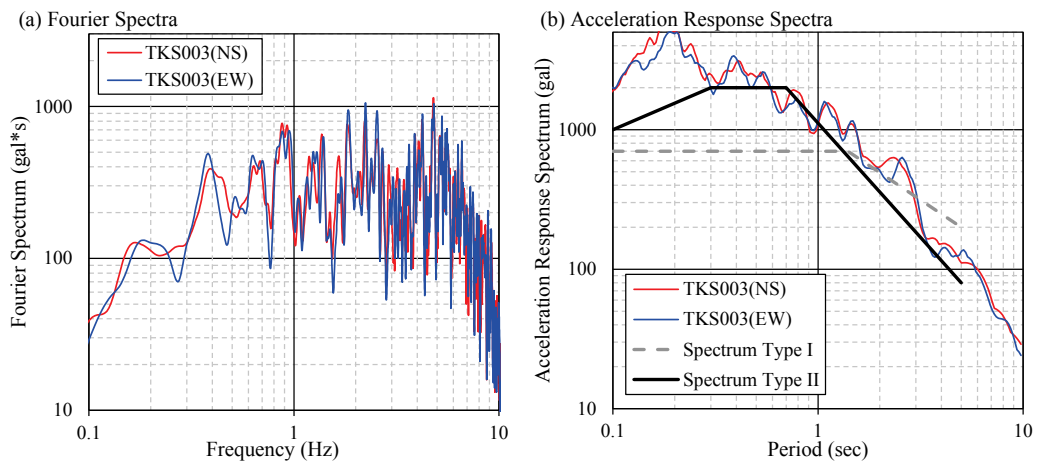 (a) Fourier Spectra
TKS003(NS)
TKS003(EW)
1000
100
10
0.1
1
10
Fourier Spectrum (gal*s)
Frequency (Hz)
(b) Acceleration Response Spectra
1000
100
10
0.1
1
10
Acceleration Response Spectrum (gal)
Period (sec)
TKS003(NS)
TKS003(EW)
Spectrum Type I
Spectrum Type II